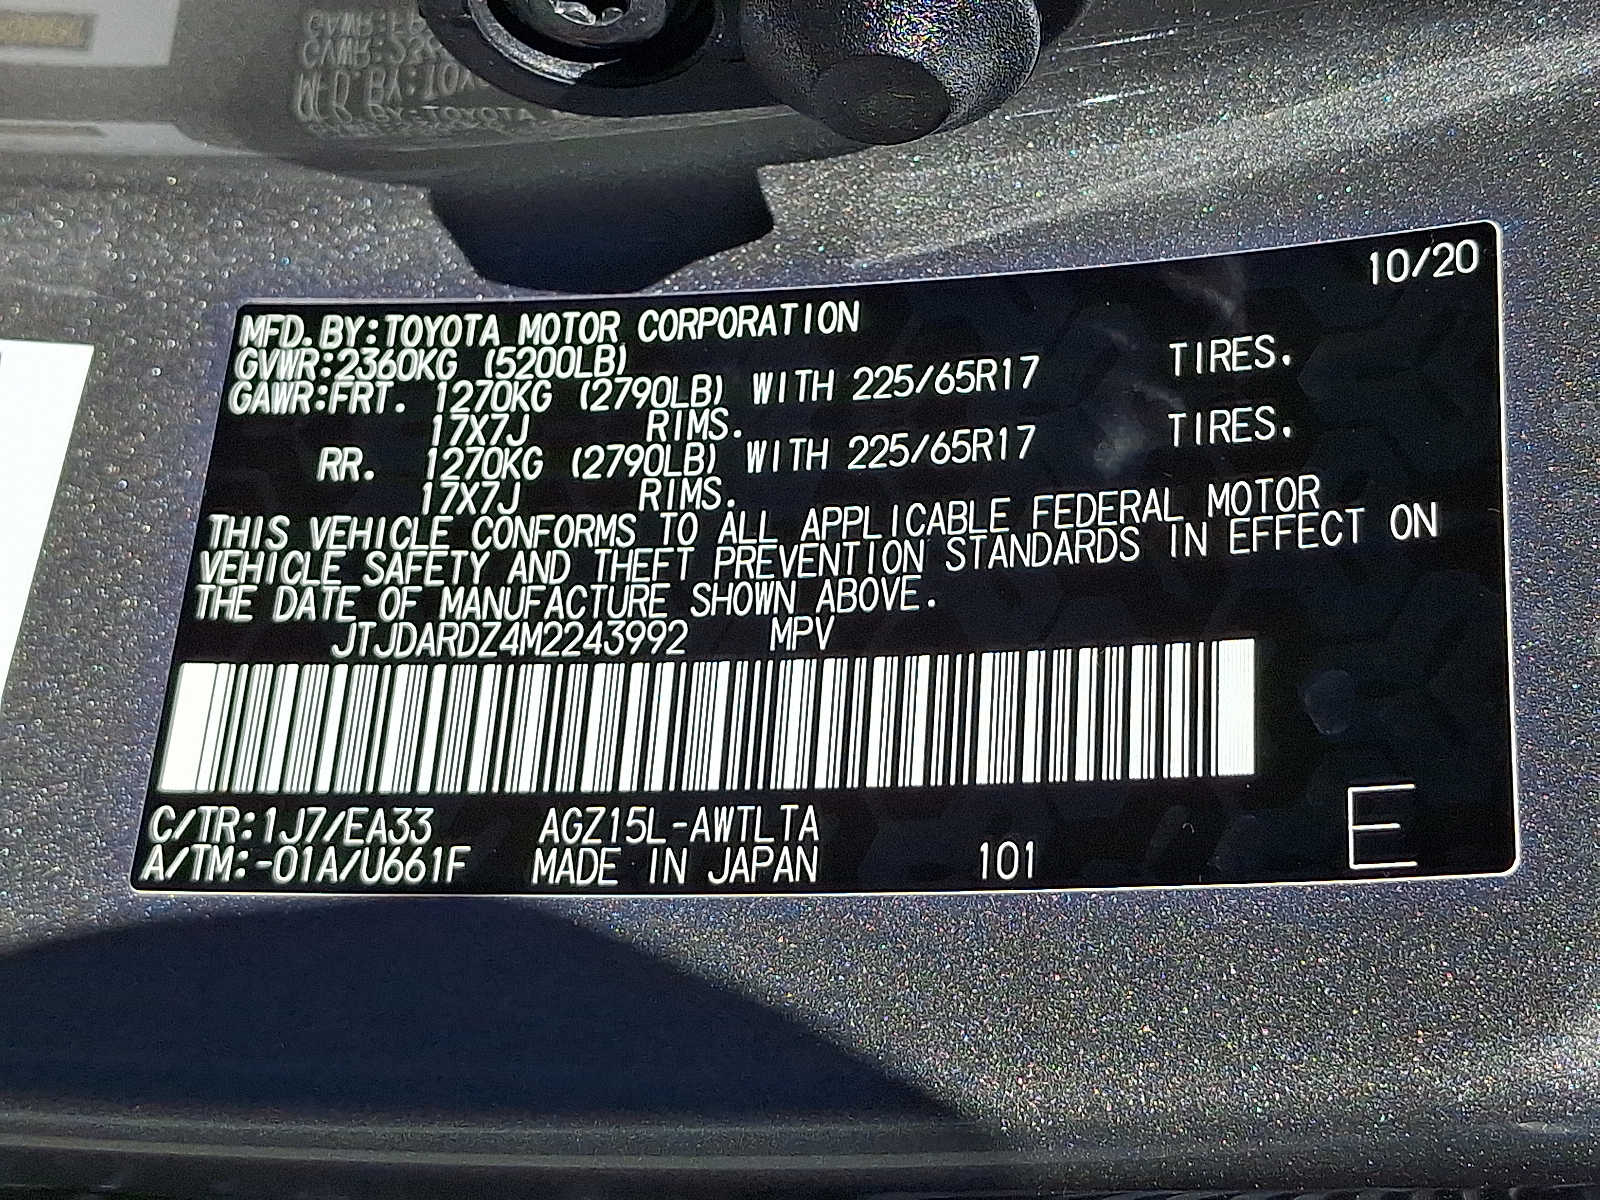 10/20
MFD.BY:TOYOTA MOTOR CORPORATION
GVWR:2360KG (5200LB)
GAWR:FRT. 1270KG (2790LB) WITH 225/65R17 TIRES.
17X7J RIMS.
RR. 1270KG (2790LB) WITH 225/65R17 TIRES.
17X7J RIMS.
THIS VEHICLE CONFORMS TO ALL APPLICABLE FEDERAL MOTOR
VEHICLE SAFETY AND THEFT PREVENTION STANDARDS IN EFFECT ON
THE DATE OF MANUFACTURE SHOWN ABOVE.
JTJDARDZ4M2243992 MPV
C/TR:1J7/EA33 AGZ15L-AWTLTA
A/TM:-01A/U661F MADE IN JAPAN 101
E